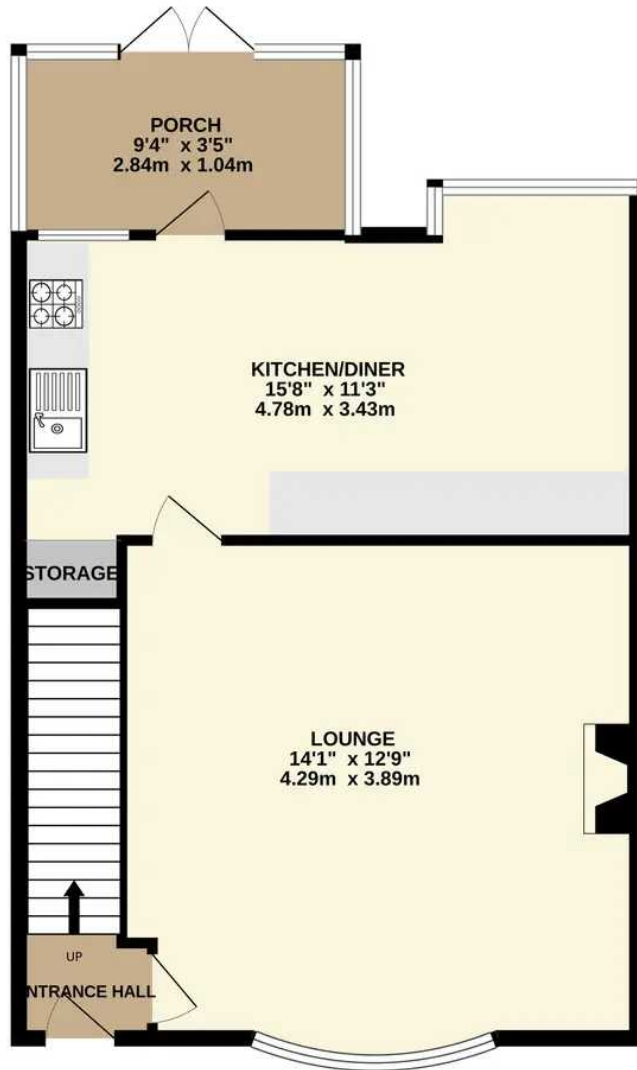 PORCH
9'4" x 3'5"
2.84m x 1.04m
KITCHEN/DINER
15'8" x 11'3"
4.78m x 3.43m
STORAGE
LOUNGE
14'1" x 12'9"
4.29m x 3.89m
UP
NTRANCE HALL